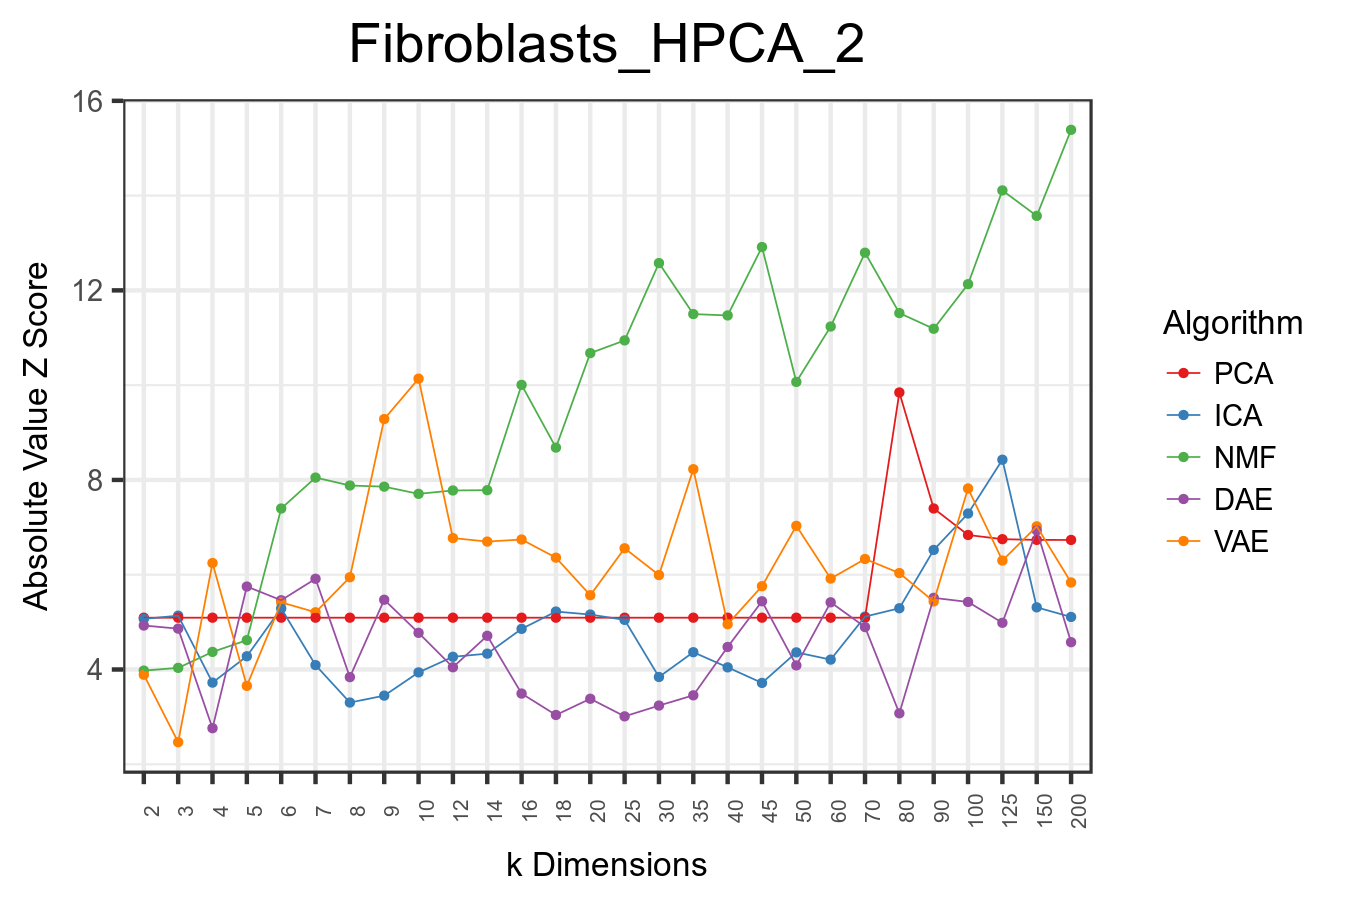 Fibroblasts_HPCA_2
Absolute Value Z Score
16
12
8
4
2 3 4 5 6 7 8 9 10 12 14 16 18 20 25 30 35 40 45 50 60 70 80 90 100 125 150 200
k Dimensions
Algorithm
PCA
ICA
NMF
DAE
VAE